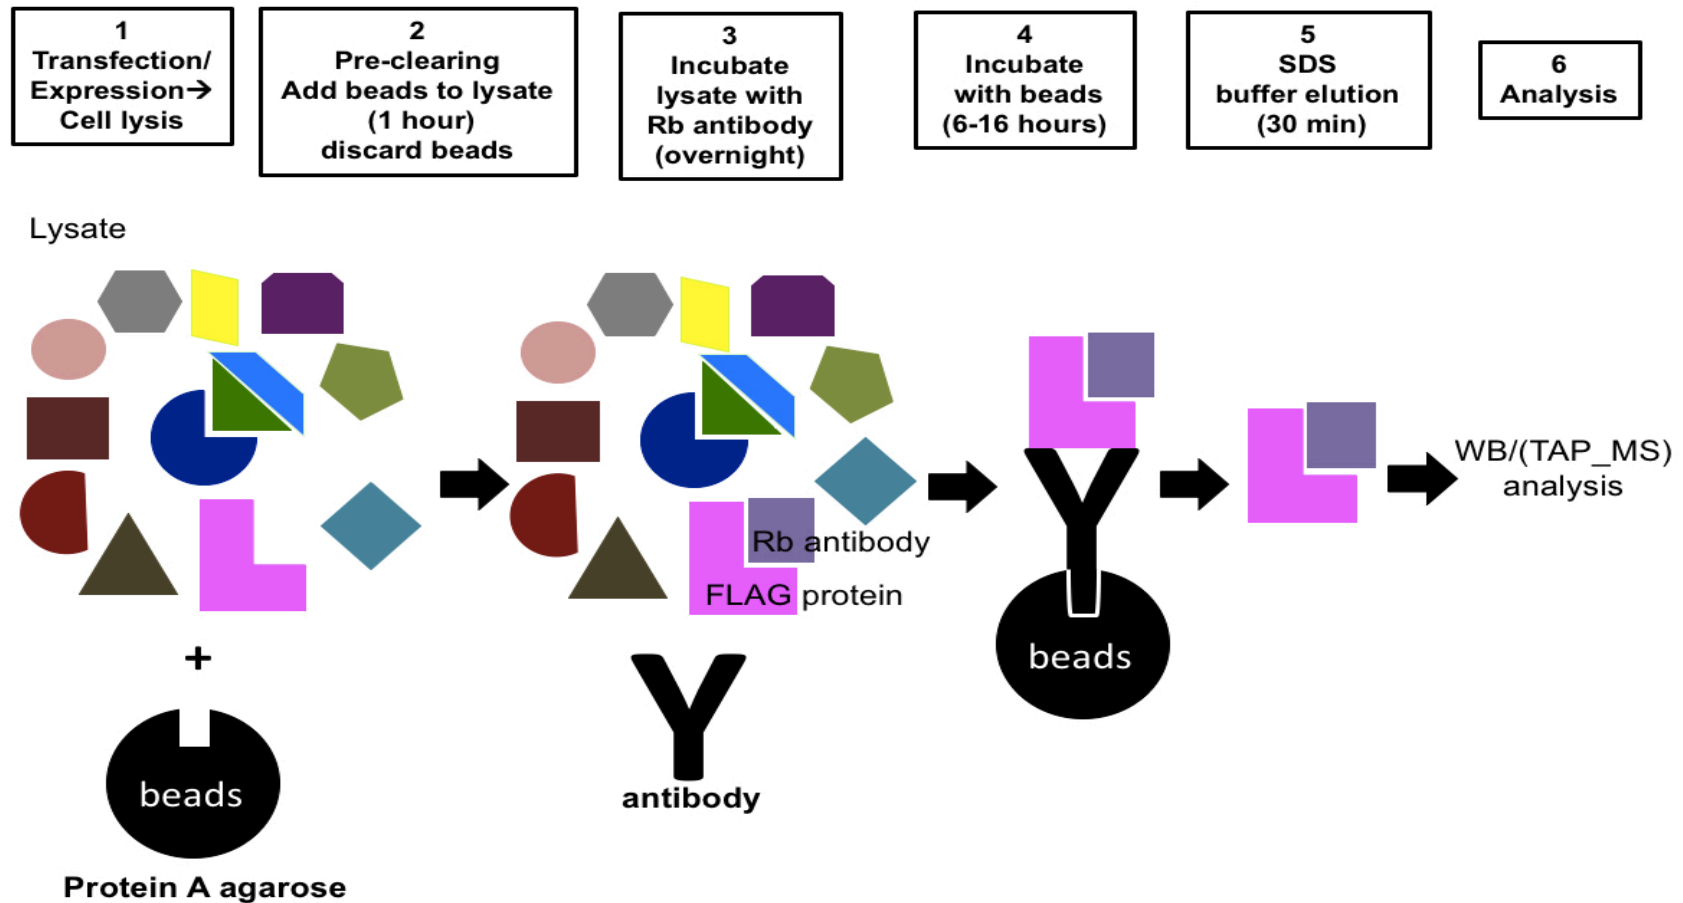 1
Transfection/
Expression→
Cell lysis
2
Pre-clearing
Add beads to lysate
(1 hour)
discard beads
3
Incubate
lysate with
Rb antibody
(overnight)
4
Incubate
with beads
(6-16 hours)
5
SDS
buffer elution
(30 min)
6
Analysis
Lysate
+
beads
Protein A agarose
Rb antibody
FLAG protein
antibody
beads
WB/(TAP_MS)
analysis